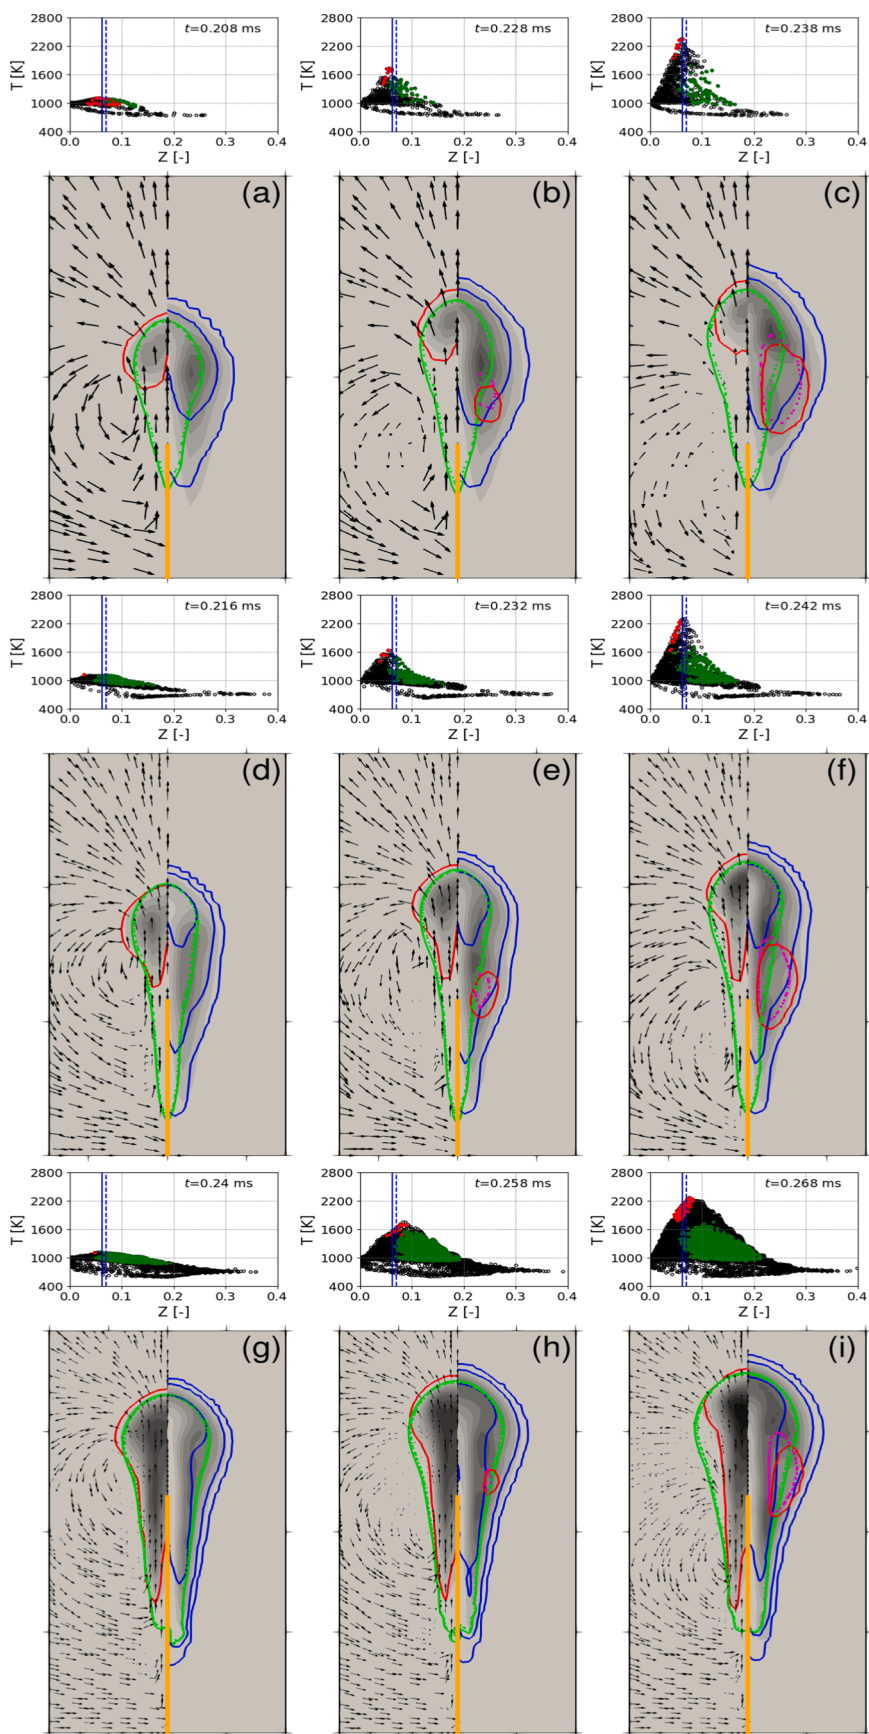 2800 2200 1600 1000 400
T [K]
t=0.208 ms
0.0 0.1 0.2 0.3 0.4
Z [-]
2800 2200 1600 1000 400
T [K]
t=0.228 ms
0.0 0.1 0.2 0.3 0.4
Z [-]
2800 2200 1600 1000 400
T [K]
t=0.238 ms
0.0 0.1 0.2 0.3 0.4
Z [-]
(a) (b) (c)
2800 2200 1600 1000 400
T [K]
t=0.216 ms
0.0 0.1 0.2 0.3 0.4
Z [-]
2800 2200 1600 1000 400
T [K]
t=0.232 ms
0.0 0.1 0.2 0.3 0.4
Z [-]
2800 2200 1600 1000 400
T [K]
t=0.242 ms
0.0 0.1 0.2 0.3 0.4
Z [-]
(d) (e) (f)
2800 2200 1600 1000 400
T [K]
t=0.24 ms
0.0 0.1 0.2 0.3 0.4
Z [-]
2800 2200 1600 1000 400
T [K]
t=0.258 ms
0.0 0.1 0.2 0.3 0.4
Z [-]
2800 2200 1600 1000 400
T [K]
t=0.268 ms
0.0 0.1 0.2 0.3 0.4
Z [-]
(g) (h) (i)